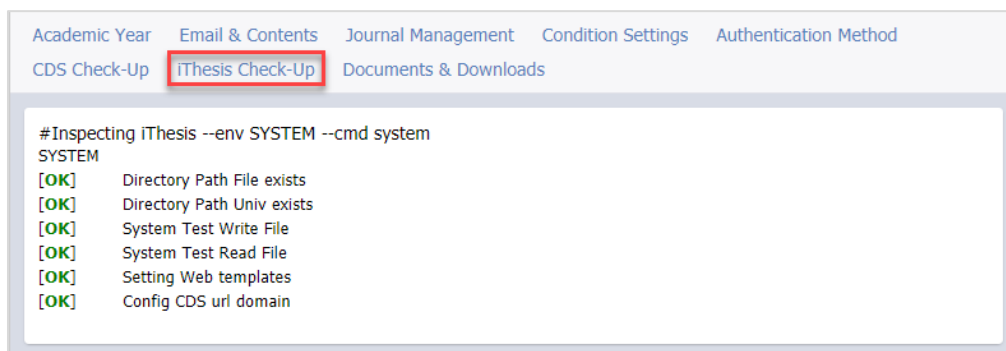 Academic Year Email & Contents Journal Management Condition Settings Authentication Method
CDS Check-Up iThesis Check-Up Documents & Downloads
#Inspecting iThesis --env SYSTEM --cmd system
SYSTEM
[OK] Directory Path File exists
[OK] Directory Path Univ exists
[OK] System Test Write File
[OK] System Test Read File
[OK] Setting Web templates
[OK] Config CDS url domain